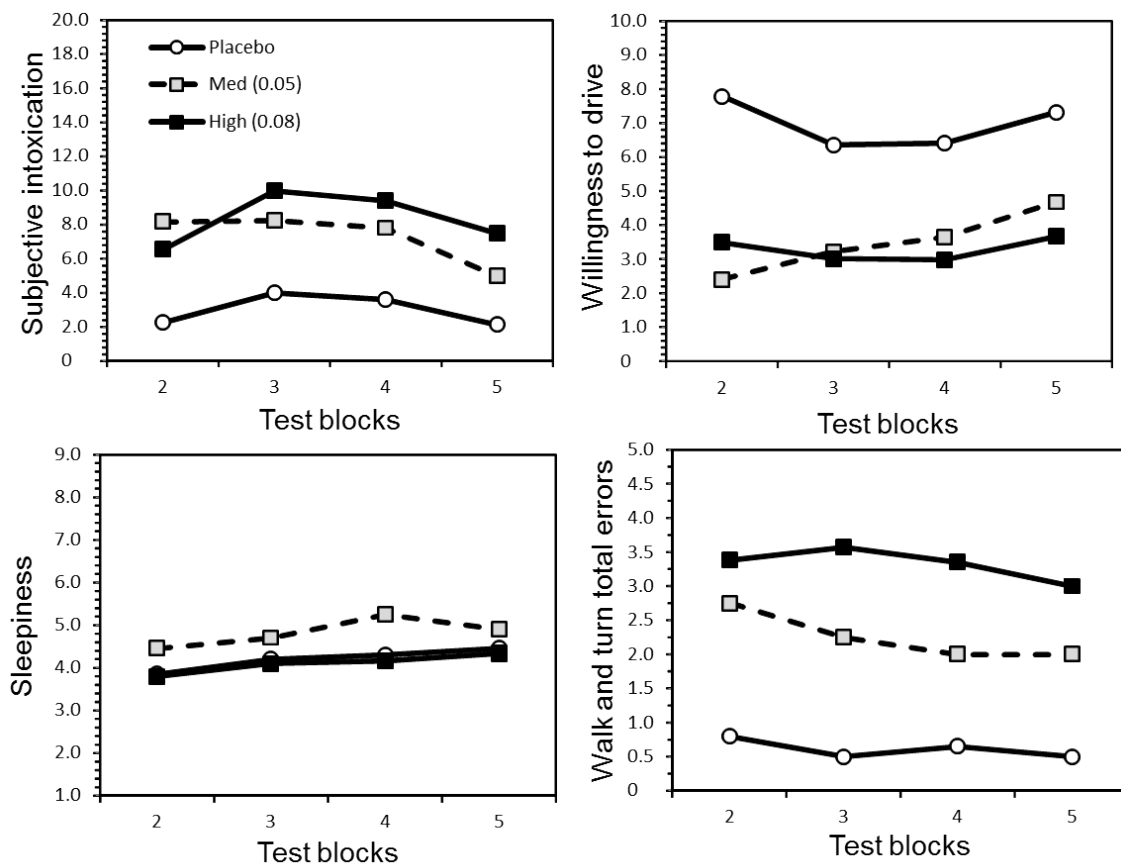 Subjective intoxication
20.0
18.0
16.0
14.0
12.0
10.0
8.0
6.0
4.0
2.0
0
Placebo
Med (0.05)
High (0.08)
2 3 4 5
Test blocks
Willingness to drive
10.0
9.0
8.0
7.0
6.0
5.0
4.0
3.0
2.0
1.0
0
2 3 4 5
Test blocks
Sleepiness
9.0
8.0
7.0
6.0
5.0
4.0
3.0
2.0
1.0
2 3 4 5
Test blocks
Walk and turn total errors
5.0
4.5
4.0
3.5
3.0
2.5
2.0
1.5
1.0
0.5
0
2 3 4 5
Test blocks